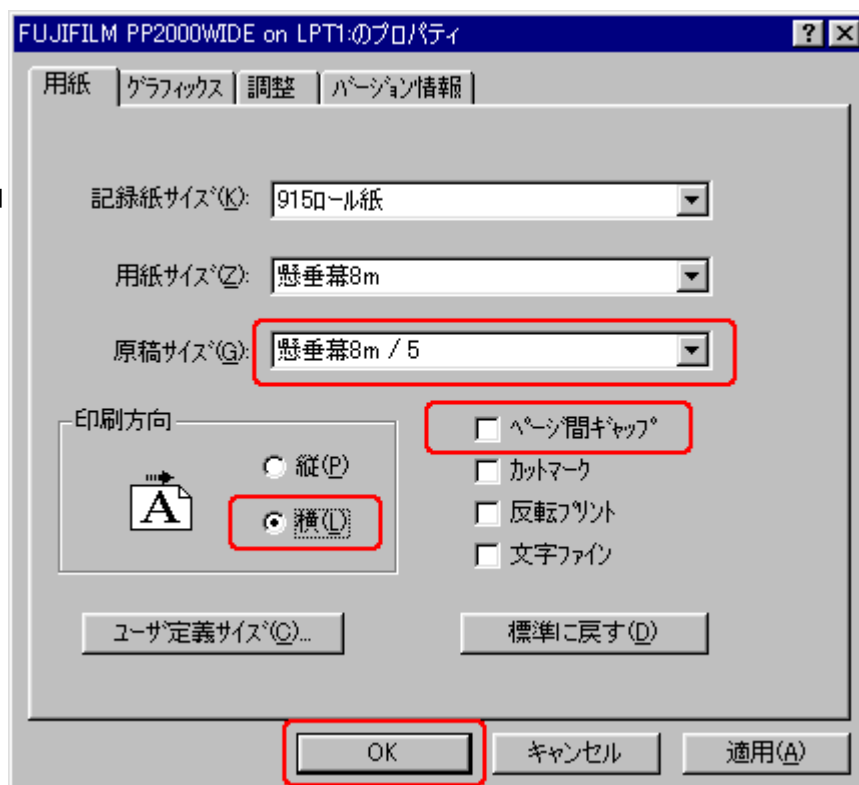 FUJIFILM PP2000WIDE on LPT1:のプロパティ
用紙 グラフィックス 調整 バージョン情報
記録紙サイズ(K): 915ロール紙
用紙サイズ(Z): 懸垂幕8m
原稿サイズ(G): 懸垂幕8m / 5
印刷方向
A
縦(P)
横(L)
ページ間ギャップ
カットマーク
反転プリント
文字ファイン
ユーザ定義サイズ(C)... 標準に戻す(D)
OK キャンセル 適用(A)